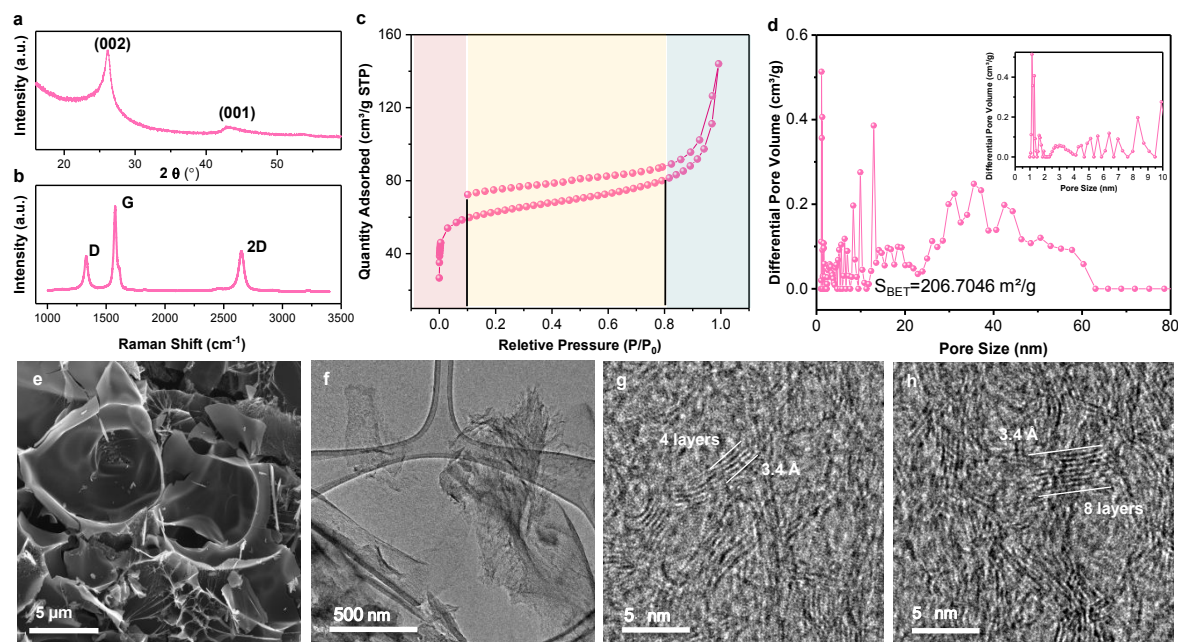 a
Intensity (a.u.)
(002)
(001)
20
30
40
50
2 θ (°)
b
Intensity (a.u.)
D
G
2D
1000
1500
2000
2500
3000
3500
Raman Shift (cm⁻¹)
c
Quantity Adsorbed (cm³/g STP)
160
120
80
40
0.0
0.2
0.4
0.6
0.8
1.0
Reletive Pressure (P/P₀)
d
Differential Pore Volume (cm³/g)
0.6
0.4
0.2
0.0
S_BET=206.7046 m²/g
0
20
40
60
80
Pore Size (nm)
Differential Pore Volume (cm³/g)
0.4
0.2
0.0
0 1 2 3 4 5 6 7 8 9 10
Pore Size (nm)
e
5 μm
f
500 nm
g
4 layers
3.4 Å
5 nm
h
3.4 Å
8 layers
5 nm